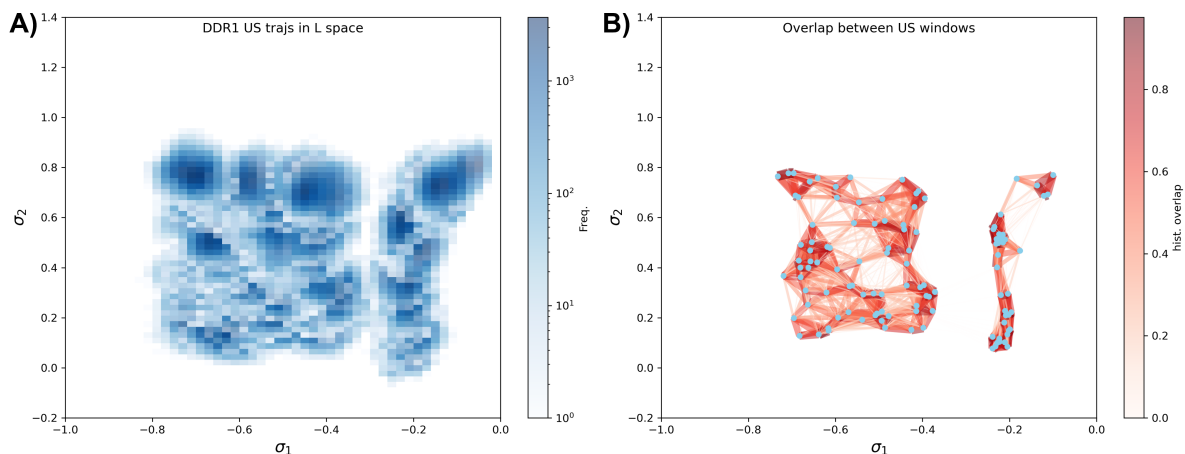 A)
DDR1 US trajs in L space
1.4
1.2
1.0
0.8
0.6
0.4
0.2
0.0
−0.2
σ2
−1.0 −0.8 −0.6 −0.4 −0.2 0.0
σ1
10³
10²
10¹
10⁰
Freq.
B)
Overlap between US windows
1.4
1.2
1.0
0.8
0.6
0.4
0.2
0.0
−0.2
σ2
−1.0 −0.8 −0.6 −0.4 −0.2 0.0
σ1
0.8
0.6
0.4
0.2
0.0
hist. overlap